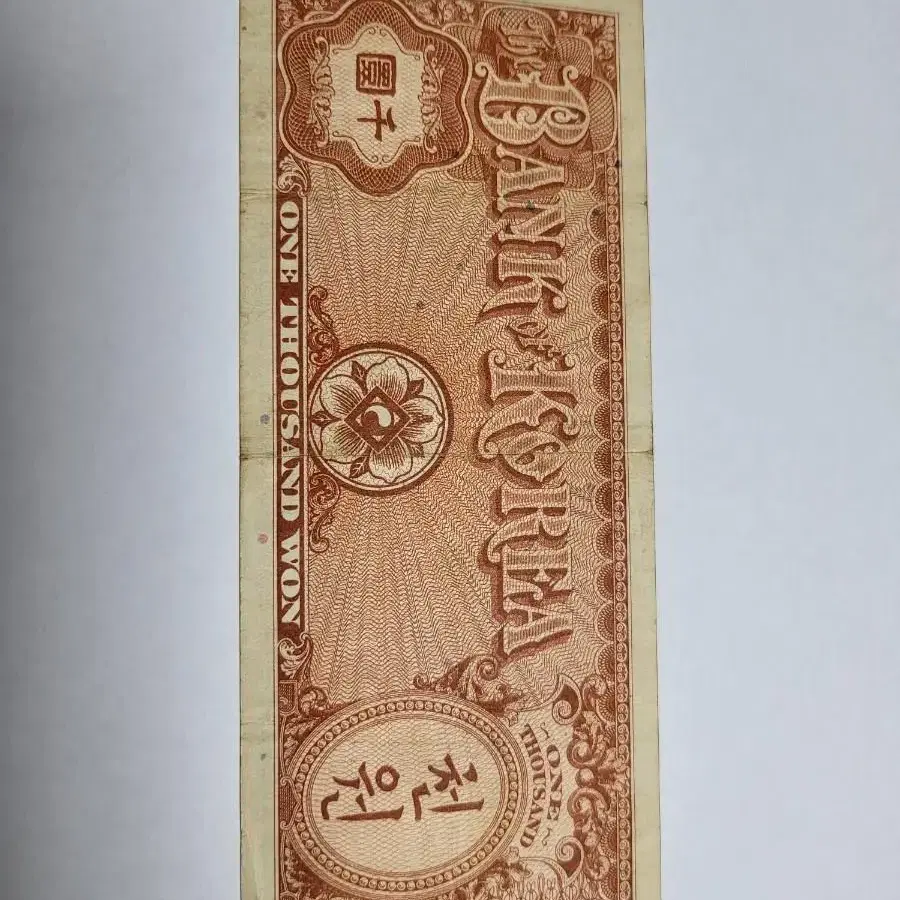 The BANK OF KOREA
千圓
ONE
THOUSAND
천원
ONE THOUSAND WON